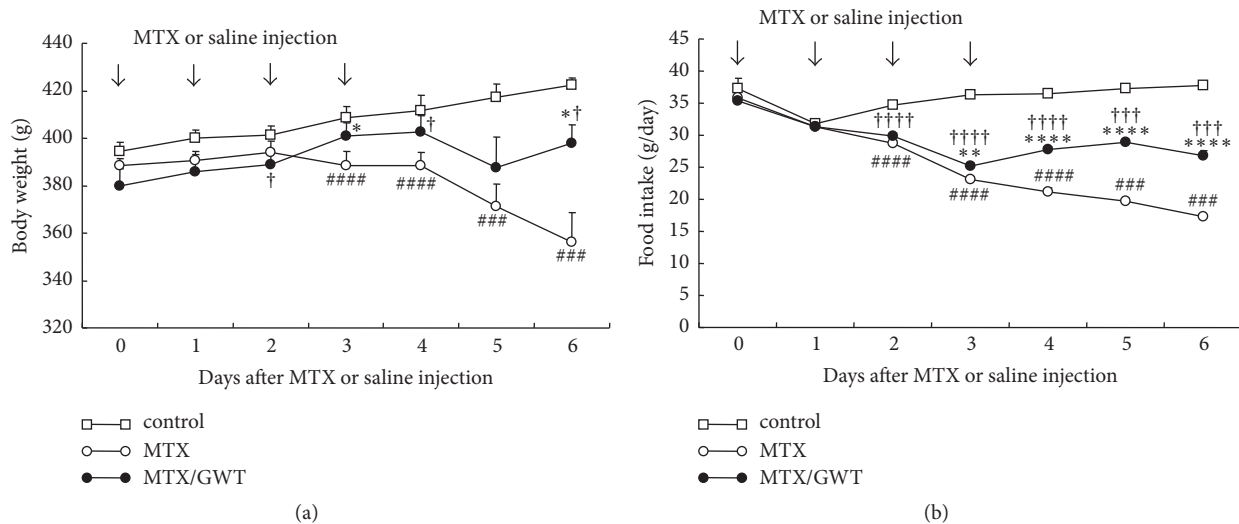 MTX or saline injection
440
420
400
380
360
340
320
Body weight (g)
*
†
*†
†
####
####
###
###
0 1 2 3 4 5 6
Days after MTX or saline injection
control
MTX
MTX/GWT
(a)
MTX or saline injection
45
40
35
30
25
20
15
10
5
0
Food intake (g/day)
†††† †††† †††† ††† †††
** **** **** ****
#### #### #### ### ###
0 1 2 3 4 5 6
Days after MTX or saline injection
control
MTX
MTX/GWT
(b)